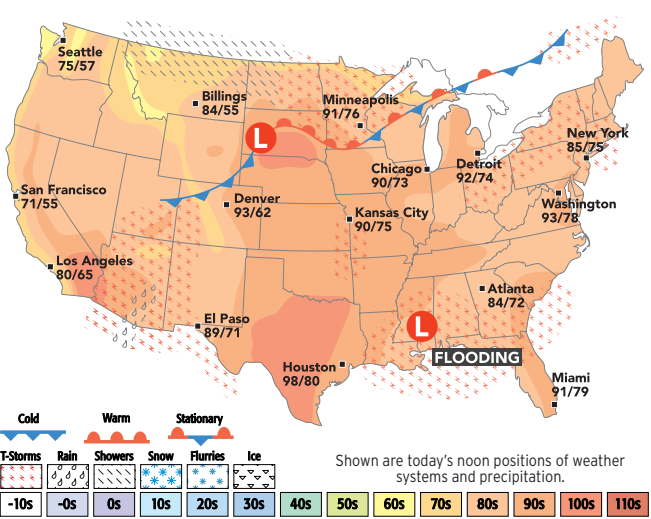 Seattle
75/57
Billings
84/55
Minneapolis
91/76
New York
85/75
L
Chicago
90/73
Detroit
92/74
San Francisco
71/55
Denver
93/62
Kansas City
90/75
Washington
93/78
Los Angeles
80/65
Atlanta
84/72
El Paso
89/71
L
FLOODING
Houston
98/80
Miami
91/79
Cold
Warm
Stationary
T-Storms
Rain
Showers
Snow
Flurries
Ice
Shown are today's noon positions of weather
systems and precipitation.
-10s
-0s
0s
10s
20s
30s
40s
50s
60s
70s
80s
90s
100s
110s